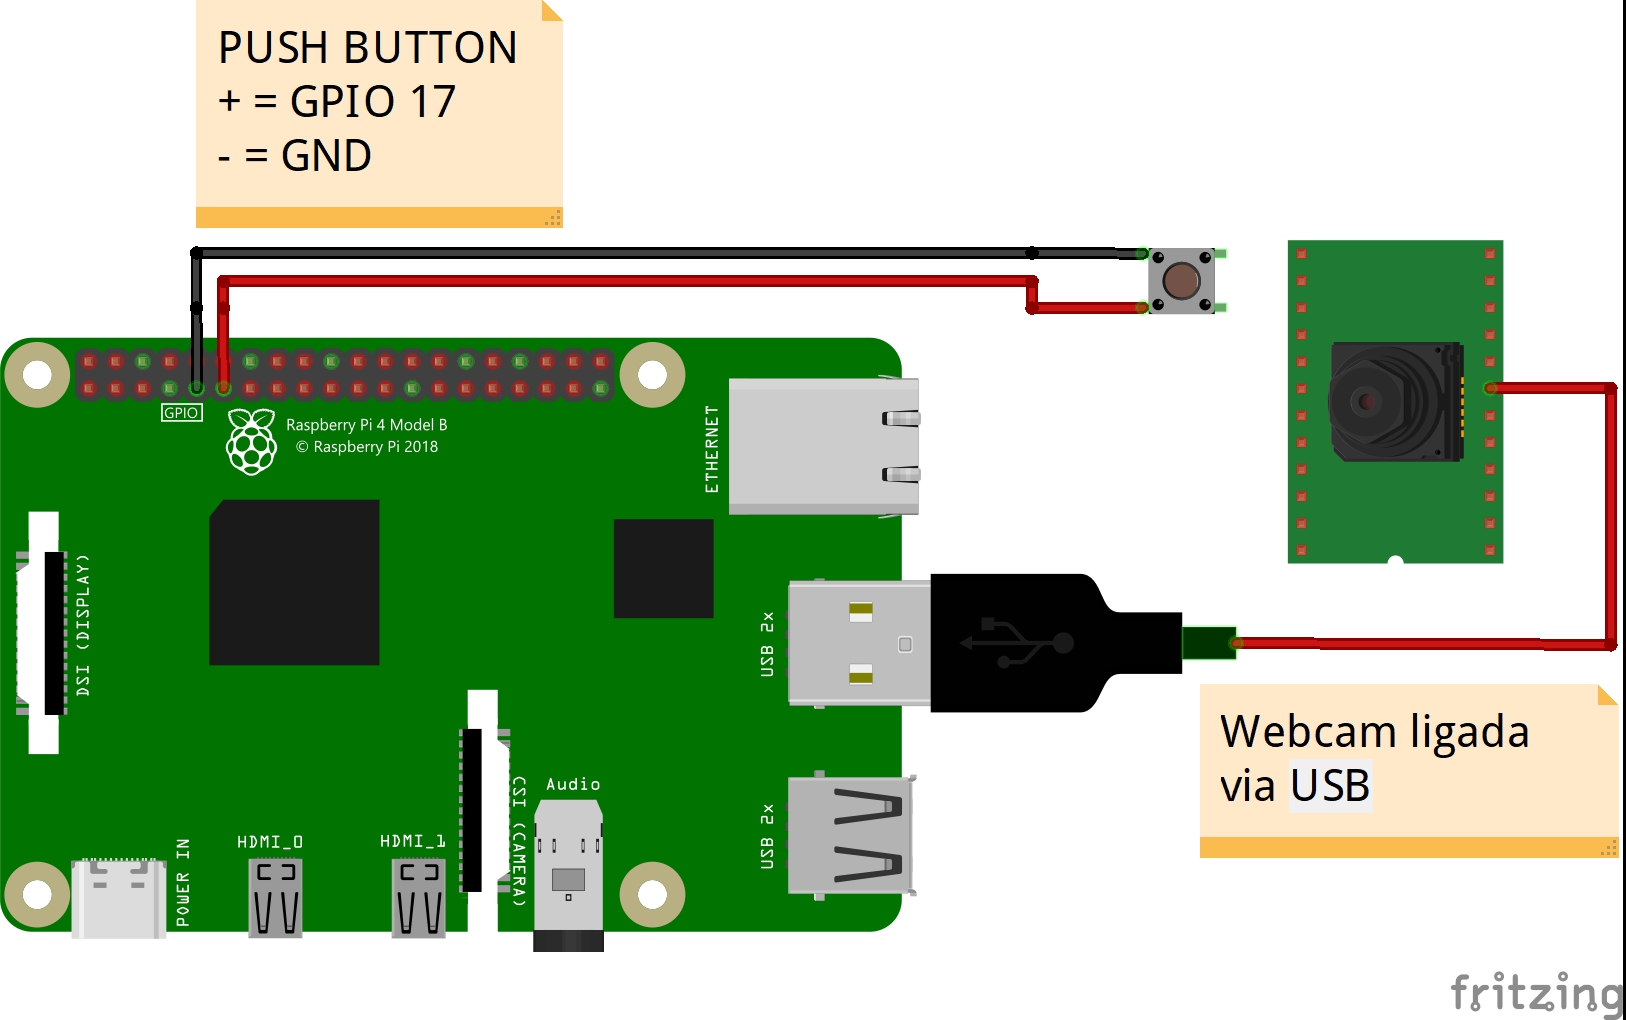 PUSH BUTTON
+ = GPIO 17
- = GND
GPIO
Raspberry Pi 4 Model B
© Raspberry Pi 2018
ETHERNET
DSI (DISPLAY)
USB 2x
Webcam ligada
via USB
Audio
CSI (CAMERA)
USB 2x
HDMI_0
HDMI_1
POWER IN
fritzing